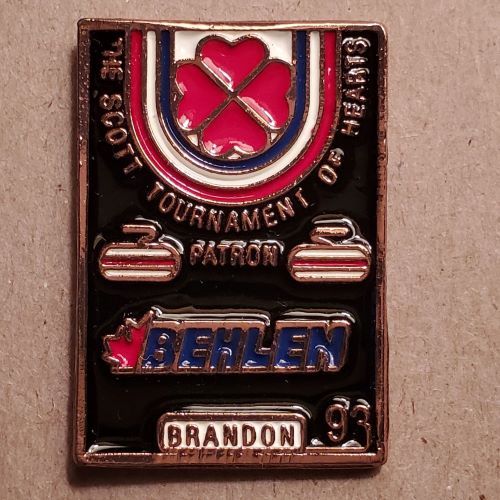 THE SCOTT TOURNAMENT OF HEARTS
PATRON
BEHLEN
BRANDON 93